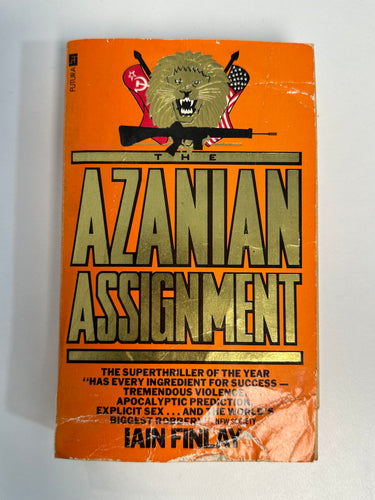 FUTURA
THE
AZANIAN
ASSIGNMENT
THE SUPERTHRILLER OF THE YEAR
"HAS EVERY INGREDIENT FOR SUCCESS—
TREMENDOUS VIOLENCE,
APOCALYPTIC PREDICTION,
EXPLICIT SEX... AND THE WORLD'S
BIGGEST ROBBERY"
IAIN FINLAY